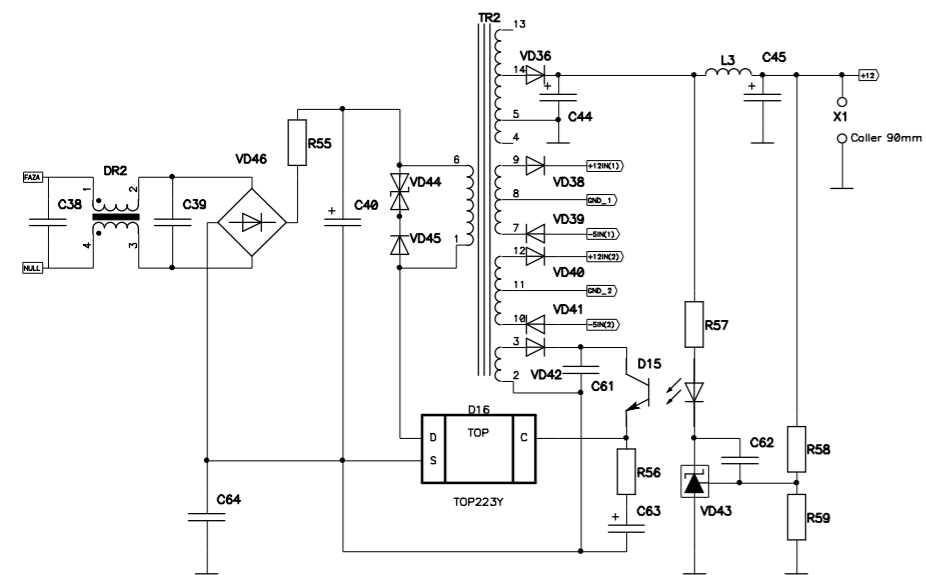 TR2
13
VD36
14
+
C44
5
4
L3
C45
+
+12
X1
Coller 90mm
R55
VD46
DR2
FAZA
1
2
C38
C39
4
3
NULL
+
C40
VD44
VD45
6
1
9
+12IN(1)
VD38
8
GND_1
VD39
7
-5IN(1)
12
+12IN(2)
VD40
11
GND_2
VD41
10
-5IN(2)
3
VD42
2
C61
D15
R57
D16
TOP
D
S
C
TOP223Y
R56
+
C63
C62
VD43
R58
R59
C64